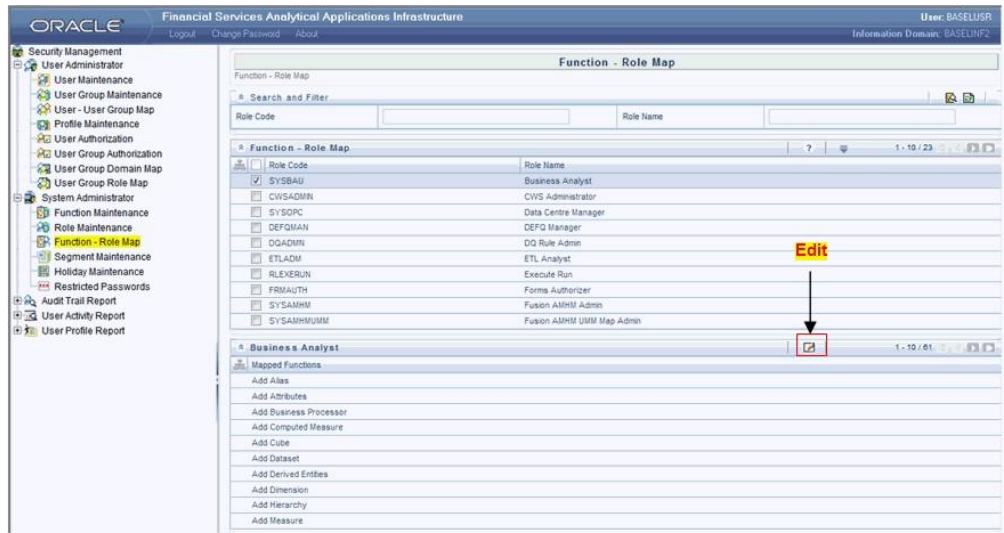 ORACLE
Financial Services Analytical Applications Infrastructure
User: BASELUSR
Logout Change Password About
Information Domain: BASELINF2
Security Management
User Administrator
User Maintenance
User Group Maintenance
User - User Group Map
Profile Maintenance
User Authorization
User Group Authorization
User Group Domain Map
User Group Role Map
System Administrator
Function Maintenance
Role Maintenance
Function - Role Map
Segment Maintenance
Holiday Maintenance
Restricted Passwords
Audit Trail Report
User Activity Report
User Profile Report
Function - Role Map
Function - Role Map
Search and Filter
Role Code Role Name
Function - Role Map ? 1 - 10 / 23
Role Code Role Name
SYSBAU Business Analyst
CWSADMN CWS Administrator
SYSOPC Data Centre Manager
DEFQMAN DEFQ Manager
DQADMN DQ Rule Admin
ETLADM ETL Analyst
RLEXERUN Execute Run
FRMAUTH Forms Authorizer
SYSAMHM Fusion AMHM Admin
SYSAMHMUMM Fusion AMHM UMM Map Admin
Edit
Business Analyst 1 - 10 / 61
Mapped Functions
Add Alias
Add Attributes
Add Business Processor
Add Computed Measure
Add Cube
Add Dataset
Add Derived Entities
Add Dimension
Add Hierarchy
Add Measure